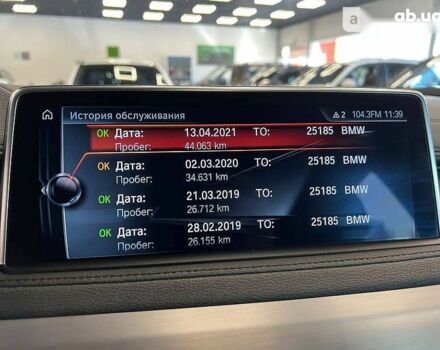 ab.ua
История обслуживания 2 104.3FM 11:39
OK Дата: 13.04.2021 ТО: 25185 BMW
Пробег: 44.063 km
OK Дата: 02.03.2020 ТО: 25185 BMW
Пробег: 34.631 km
OK Дата: 21.03.2019 ТО: 25185 BMW
Пробег: 26.712 km
OK Дата: 28.02.2019 ТО: 25185 BMW
Пробег: 26.155 km